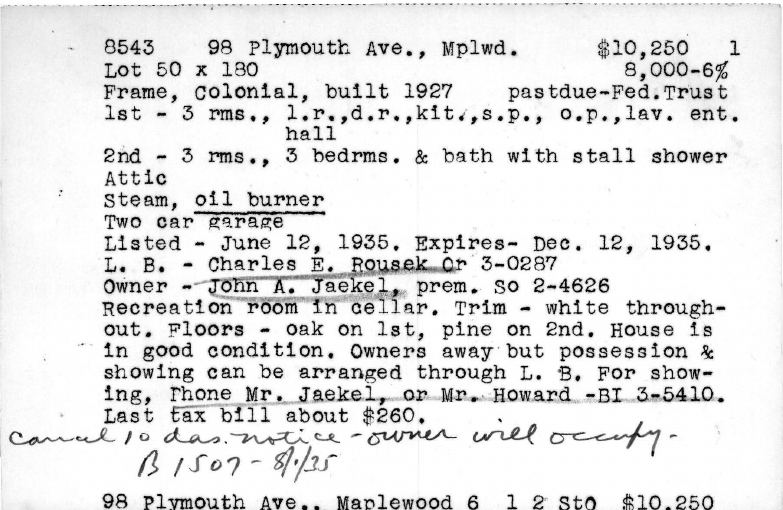 8543 98 Plymouth Ave., Mplwd. $10,250 1
Lot 50 x 180 8,000-6%
Frame, Colonial, built 1927 pastdue-Fed.Trust
1st - 3 rms., l.r.,d.r.,kit.,s.p., o.p.,lav. ent.
hall
2nd - 3 rms., 3 bedrms. & bath with stall shower
Attic
Steam, oil burner
Two car garage
Listed - June 12, 1935. Expires- Dec. 12, 1935.
L. B. - Charles E. Rousek Or 3-0287
Owner - John A. Jaekel, prem. So 2-4626
Recreation room in cellar. Trim - white through-
out. Floors - oak on 1st, pine on 2nd. House is
in good condition. Owners away but possession &
showing can be arranged through L. B. For show-
ing, Phone Mr. Jaekel, or Mr. Howard -BI 3-5410.
Last tax bill about $260.
cancel 10 das. notice - owner will occupy.
B 1507 - 8/1/35
98 Plymouth Ave., Maplewood 6 1 2 Sto $10,250